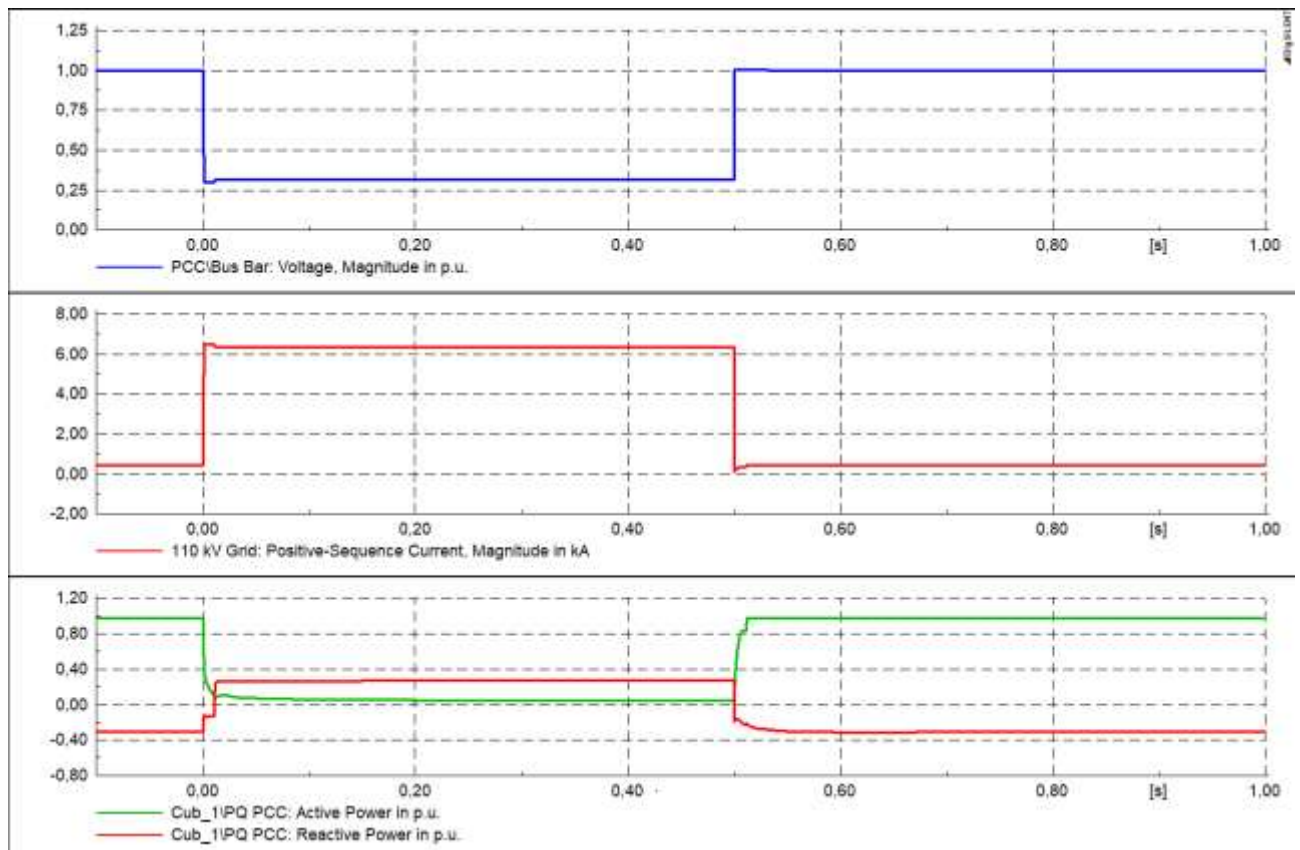 1,25
1,00
0,75
0,50
0,25
0,00
0,00 0,20 0,40 0,60 0,80 [s] 1,00
PCC\Bus Bar: Voltage, Magnitude in p.u.
DIgSILENT
8,00
6,00
4,00
2,00
0,00
-2,00
0,00 0,20 0,40 0,60 0,80 [s] 1,00
110 kV Grid: Positive-Sequence Current, Magnitude in kA
1,20
0,80
0,40
0,00
-0,40
-0,80
0,00 0,20 0,40 0,60 0,80 [s] 1,00
Cub_1\PQ PCC: Active Power in p.u.
Cub_1\PQ PCC: Reactive Power in p.u.